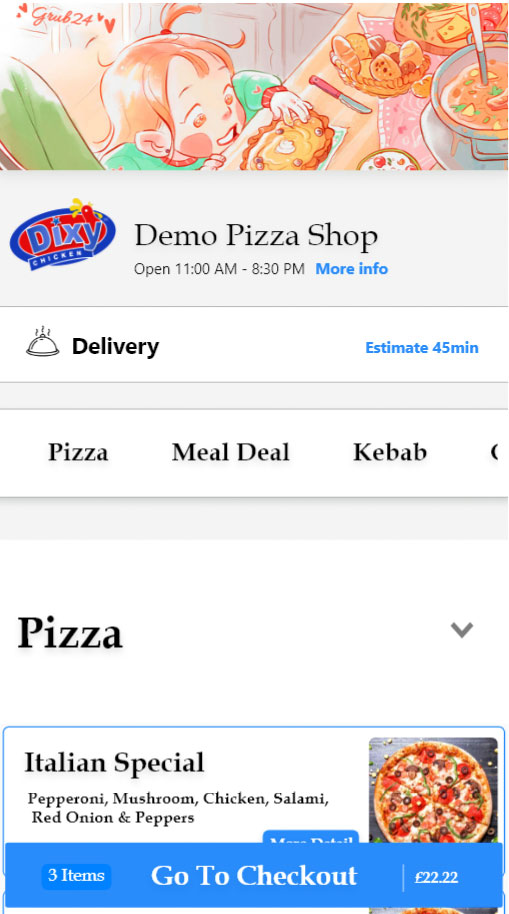 Grub24
Dixy
CHICKEN
Demo Pizza Shop
Open 11:00 AM - 8:30 PM More info
Delivery
Estimate 45min
Pizza Meal Deal Kebab
Pizza
Italian Special
Pepperoni, Mushroom, Chicken, Salami,
Red Onion & Peppers
More Detail
3 Items Go To Checkout £22.22